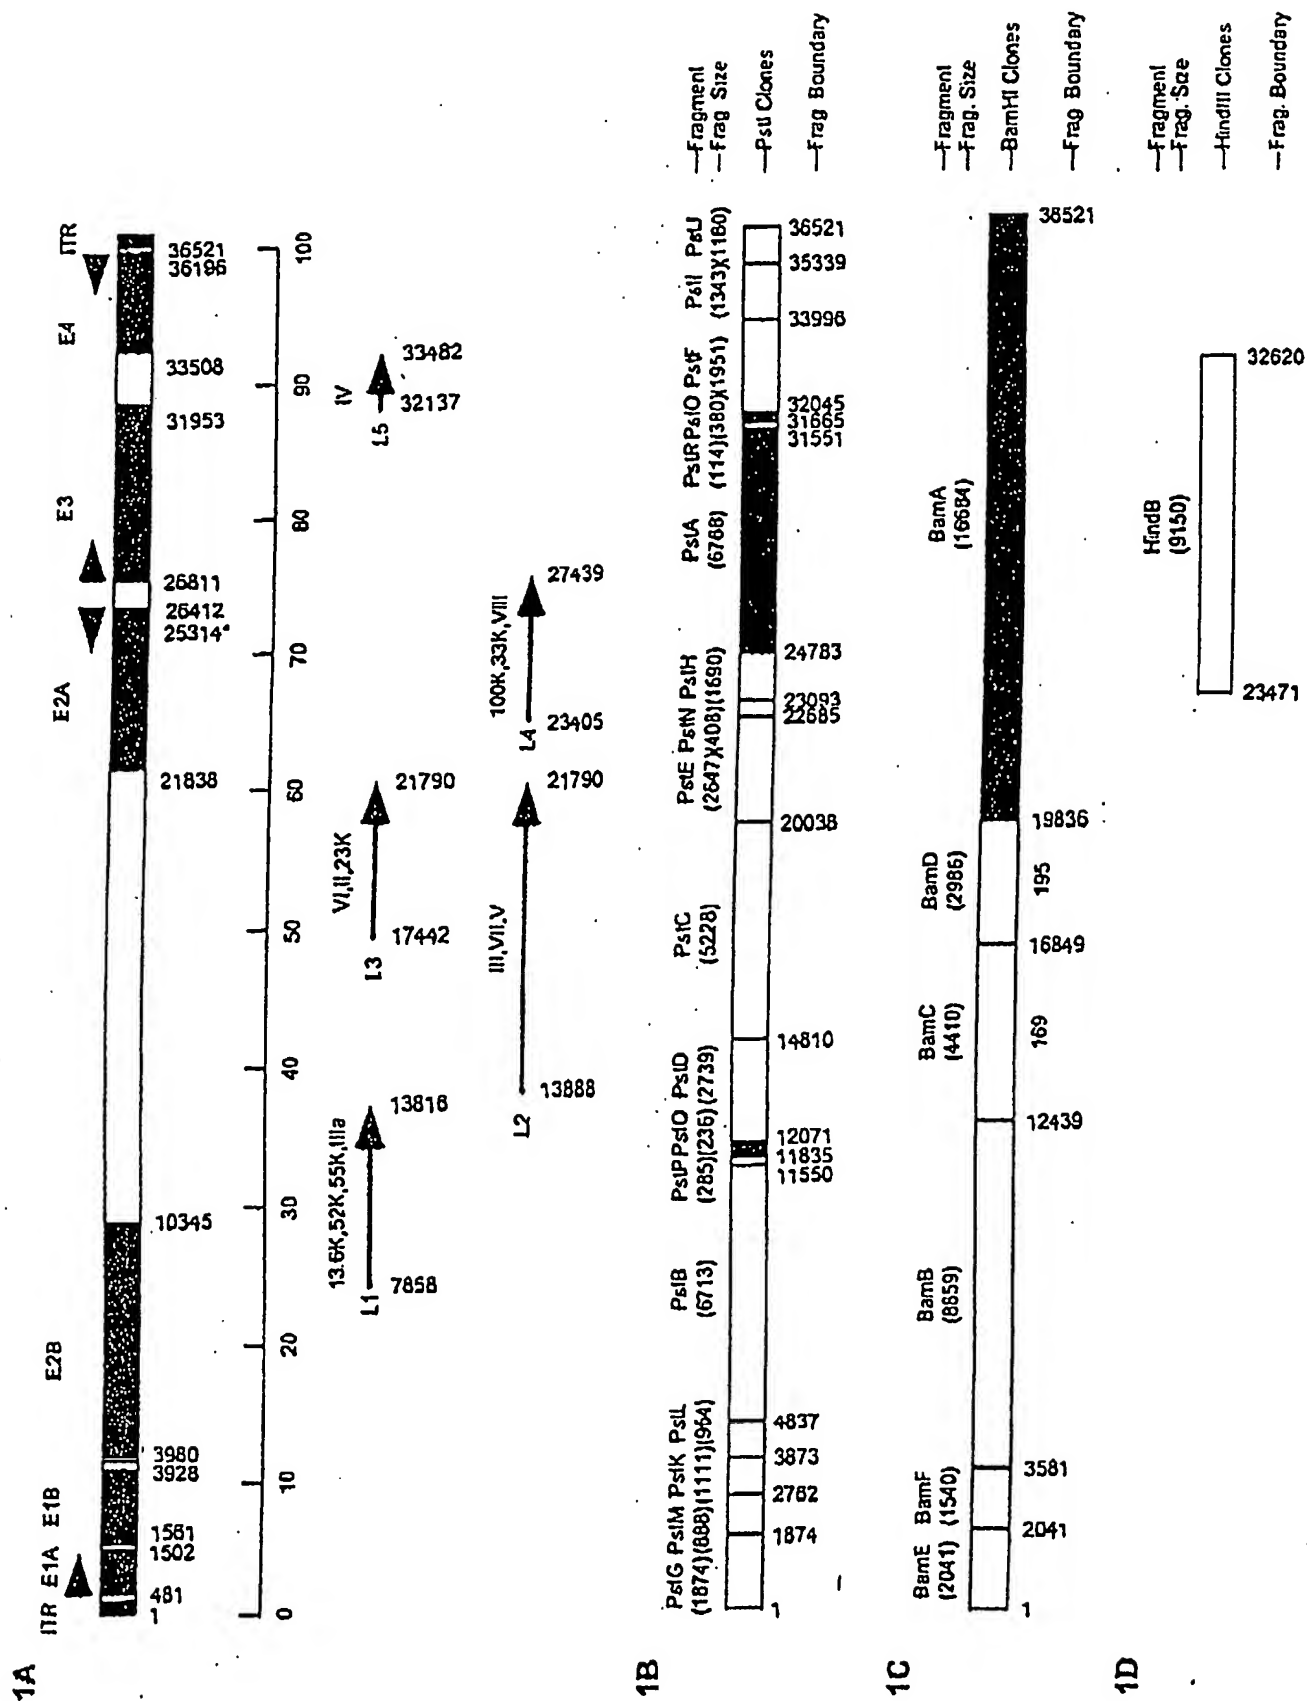 1A
ITR E1A E1B E2B E2A E3 E4 ITR
1 481 1502 1561 3928 3980 10345 21838 25314* 26412 26811 31953 33508 36196 36521
0 10 20 30 40 50 60 70 80 90 100
13.6K,52K,55K,IIIa VI,II,23K IV
L1 7858 13816 L3 17442 21790 L5 32137 33482
III,VII,V 100K,33K,VIII
L2 13888 21790 L4 23405 27439
1B
PstG PstM PstK PstL PstB PstP PstO PstD PstC PstE PstN PstH PstA PstR PstO PstF PstI PstJ —Fragment
(1874)(888)(1111)(964) (6713) (285)(236)(2739) (5228) (2647)(408)(1690) (6768) (114)(380)(1951) (1343)(1180) —Frag Size
—PstI Clones
1 1874 2762 3873 4837 11550 11835 12071 14810 20038 22685 23093 24783 31551 31665 32045 33996 35339 36521 —Frag Boundary
1C
BamE BamF BamB BamC BamD BamA —Fragment
(2041) (1540) (8859) (4410) (2986) (16684) —Frag. Size
—BamHI Clones
1 2041 3581 12439 169 16849 195 19836 36521 —Frag Boundary
1D
HindB —Fragment
(9150) —Frag. Size
—HindIII Clones
23471 32620 —Frag. Boundary